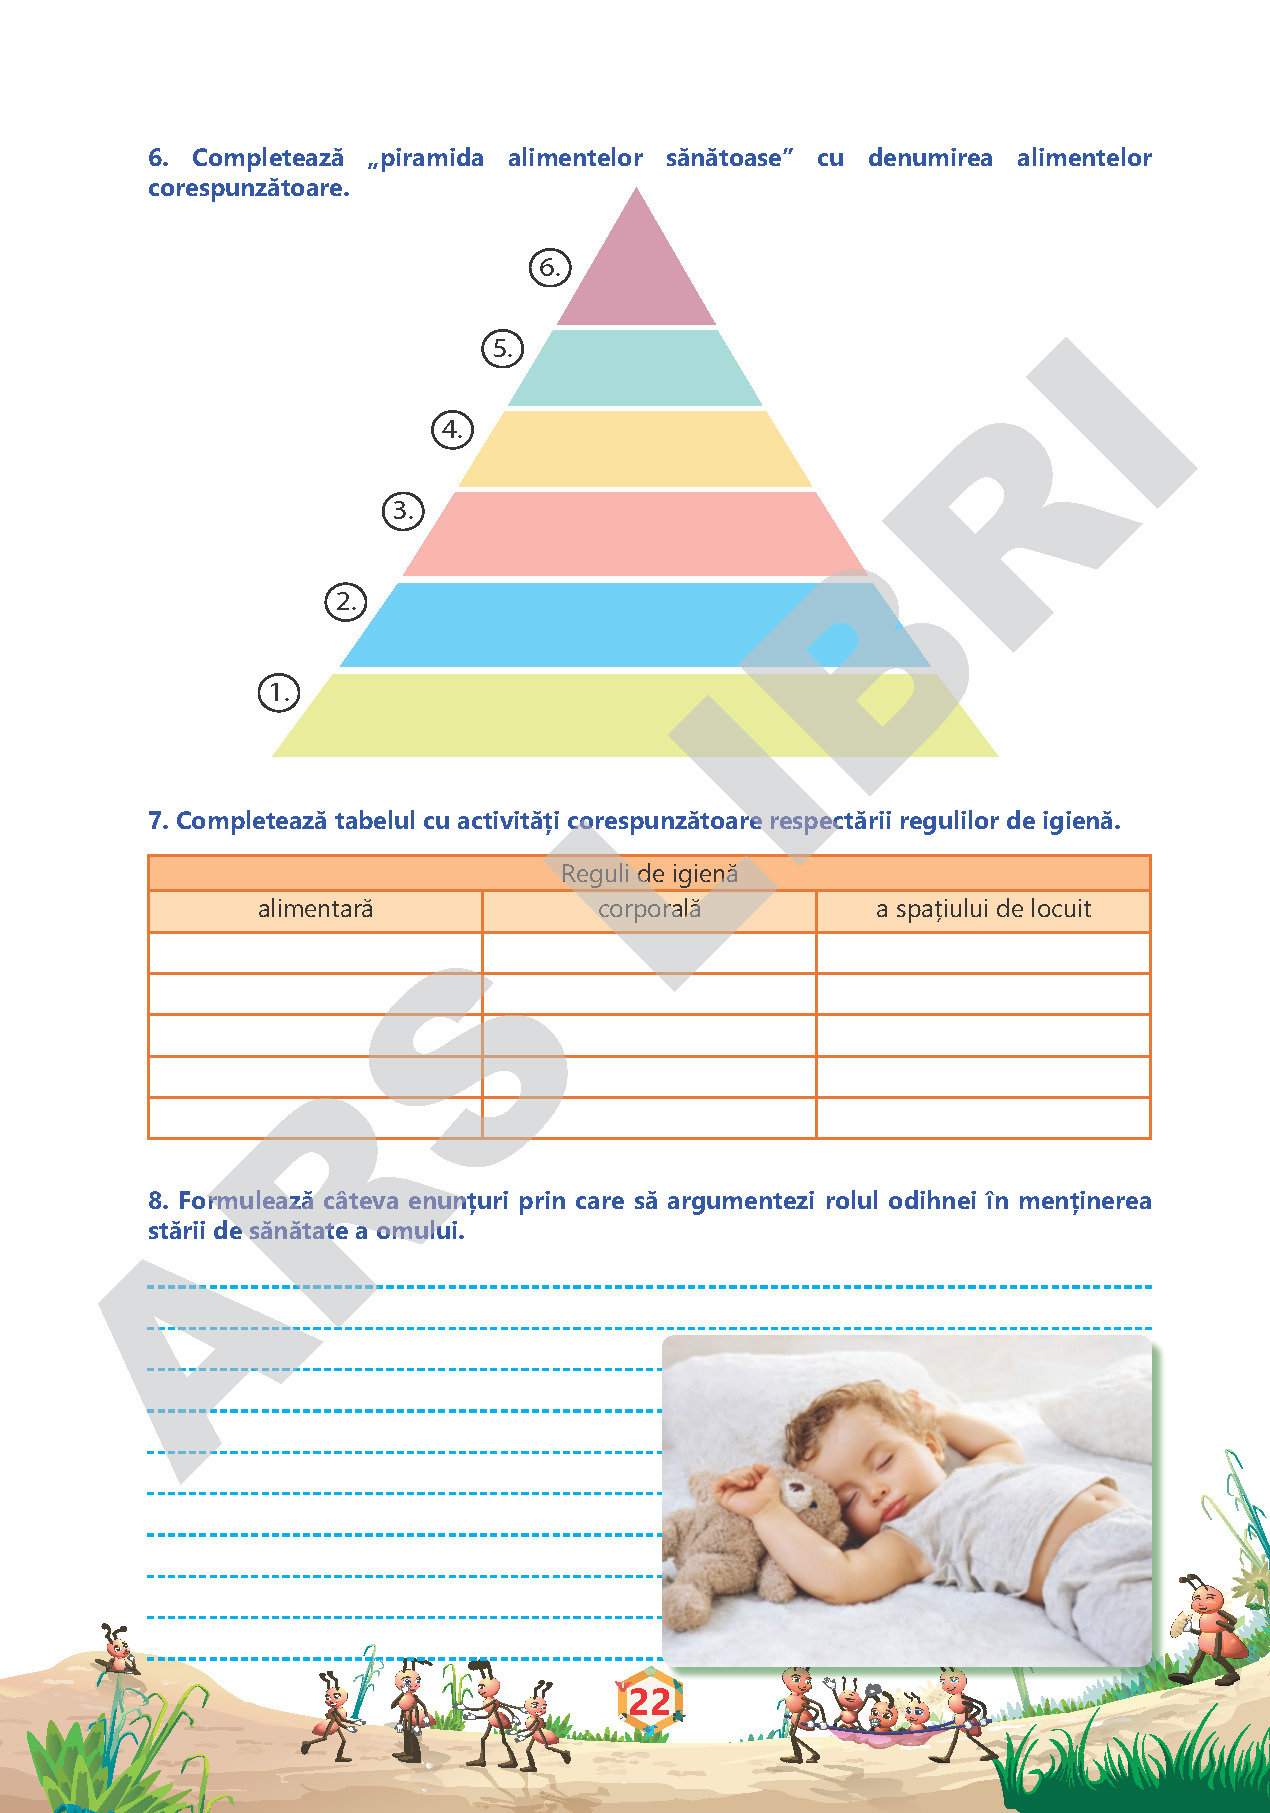 6. Completează „piramida alimentelor sănătoase” cu denumirea alimentelor
corespunzătoare.
6.
5.
4.
3.
2.
1.
7. Completează tabelul cu activități corespunzătoare respectării regulilor de igienă.
Reguli de igienă
alimentară corporală a spațiului de locuit
8. Formulează câteva enunțuri prin care să argumentezi rolul odihnei în menținerea
stării de sănătate a omului.
22
ARS LIBRI